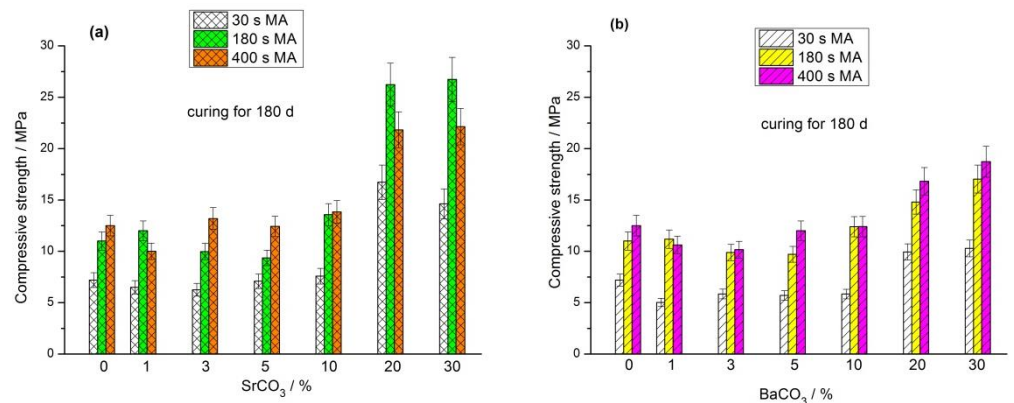 (a)
30 s MA
180 s MA
400 s MA
curing for 180 d
Compressive strength / MPa
30
25
20
15
10
5
0
0 1 3 5 10 20 30
SrCO₃ / %
(b)
30 s MA
180 s MA
400 s MA
curing for 180 d
Compressive strength / MPa
30
25
20
15
10
5
0
0 1 3 5 10 20 30
BaCO₃ / %